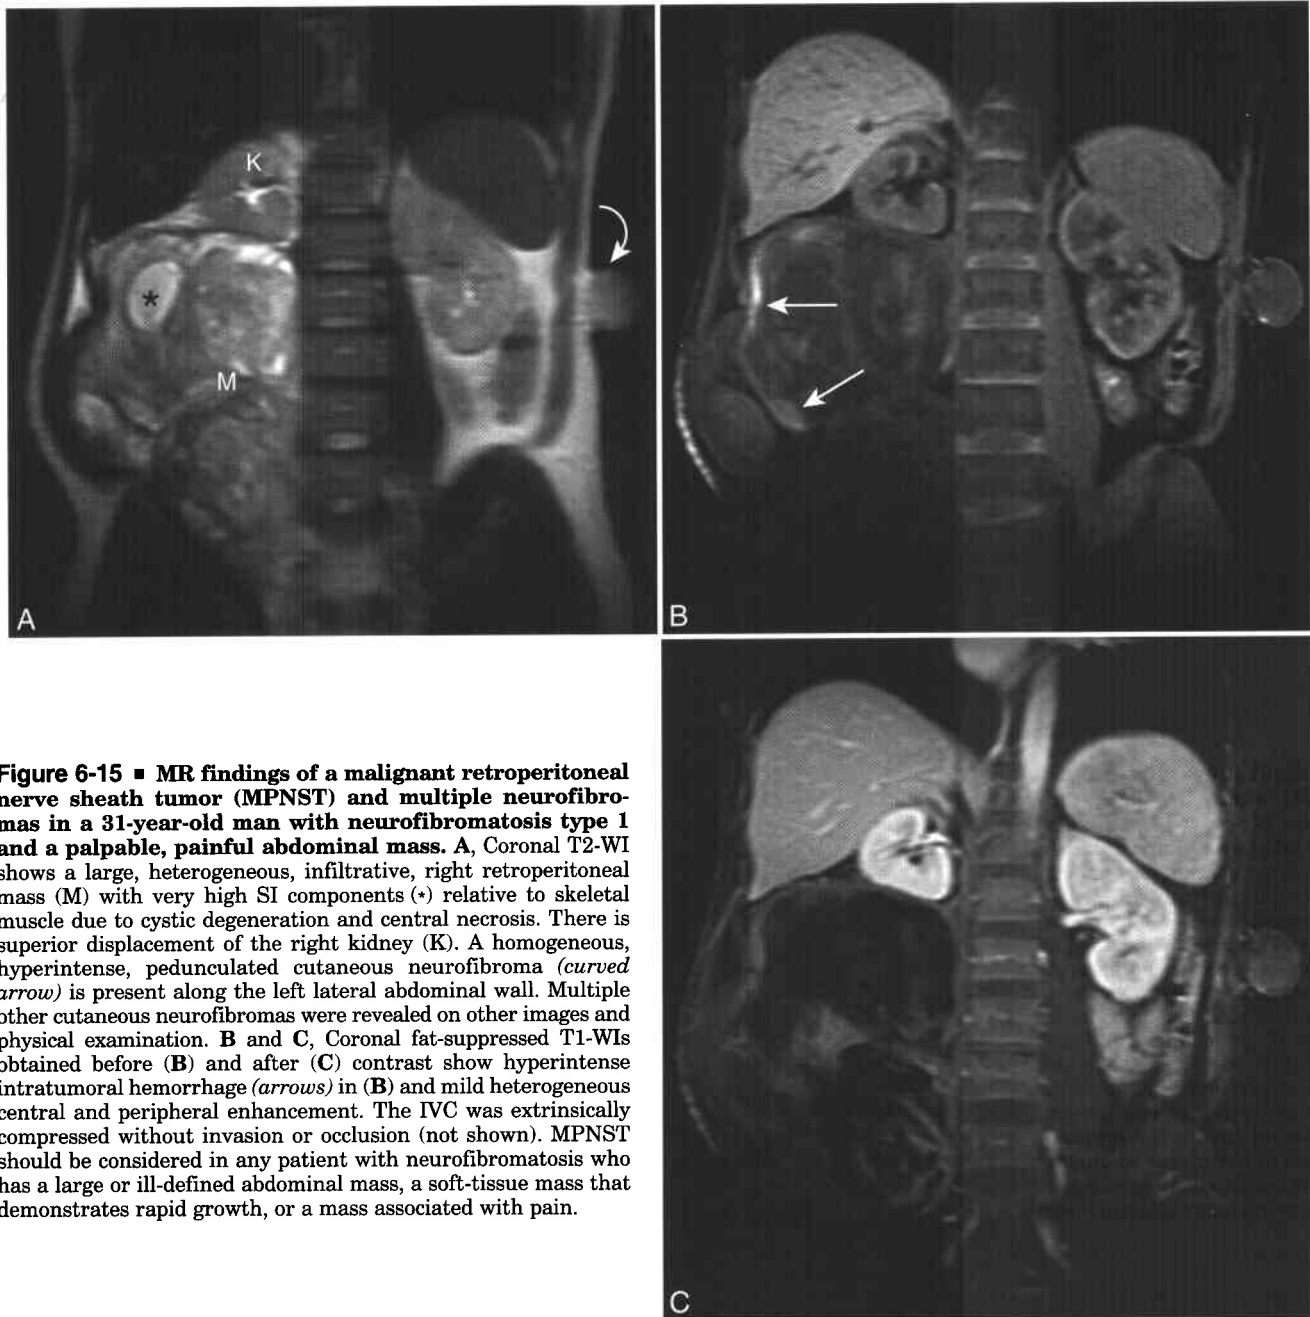 K
*
M
A
B
Figure 6-15 ■ MR findings of a malignant retroperitoneal
nerve sheath tumor (MPNST) and multiple neurofibro-
mas in a 31-year-old man with neurofibromatosis type 1
and a palpable, painful abdominal mass. A, Coronal T2-WI
shows a large, heterogeneous, infiltrative, right retroperitoneal
mass (M) with very high SI components (*) relative to skeletal
muscle due to cystic degeneration and central necrosis. There is
superior displacement of the right kidney (K). A homogeneous,
hyperintense, pedunculated cutaneous neurofibroma (curved
arrow) is present along the left lateral abdominal wall. Multiple
other cutaneous neurofibromas were revealed on other images and
physical examination. B and C, Coronal fat-suppressed T1-WIs
obtained before (B) and after (C) contrast show hyperintense
intratumoral hemorrhage (arrows) in (B) and mild heterogeneous
central and peripheral enhancement. The IVC was extrinsically
compressed without invasion or occlusion (not shown). MPNST
should be considered in any patient with neurofibromatosis who
has a large or ill-defined abdominal mass, a soft-tissue mass that
demonstrates rapid growth, or a mass associated with pain.
C